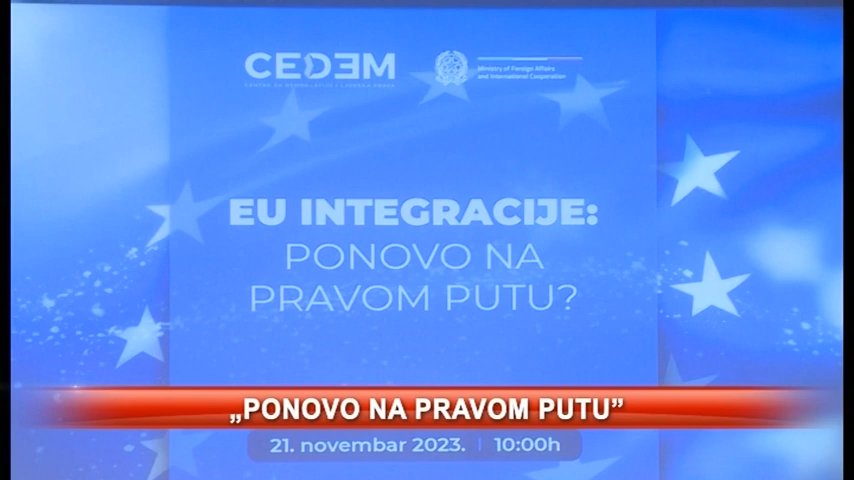 CEDEM
Ministry of Foreign Affairs
and International Cooperation
EU INTEGRACIJE:
PONOVO NA
PRAVOM PUTU?
„PONOVO NA PRAVOM PUTU”
21. novembar 2023. | 10:00h